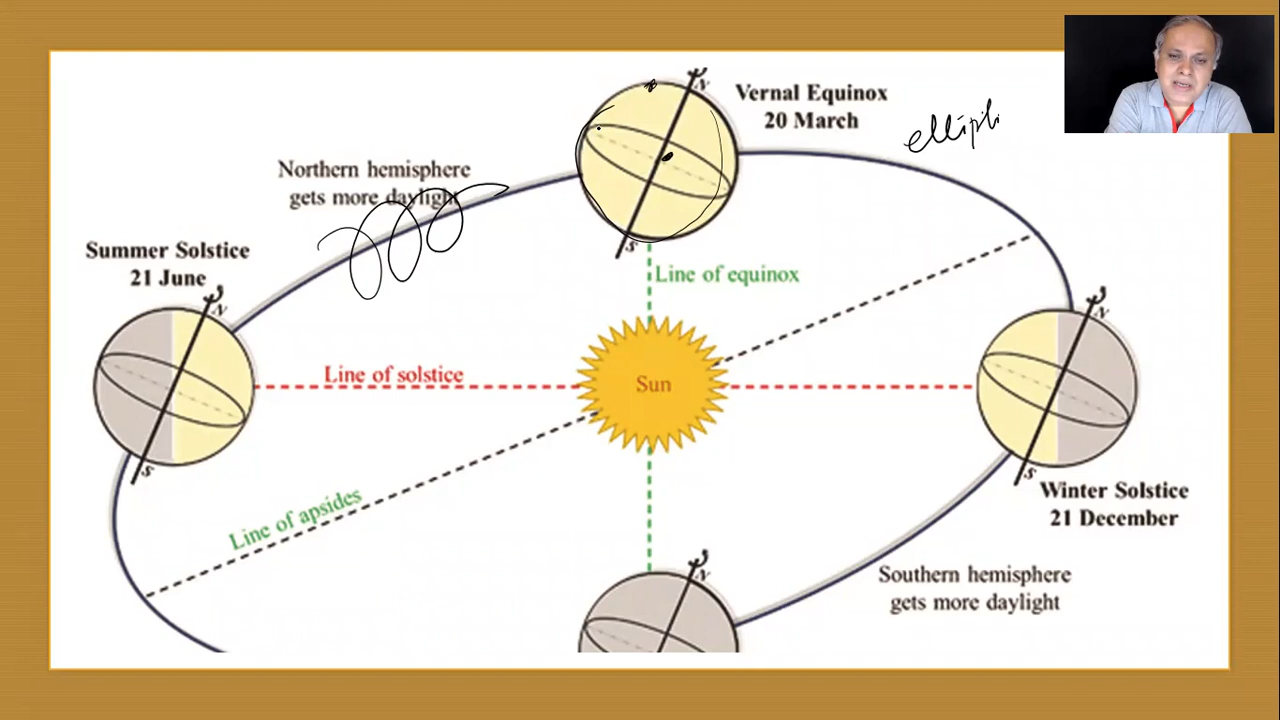 Vernal Equinox
20 March
ellipti
Northern hemisphere
gets more daylight
Summer Solstice
21 June
N
S
Line of equinox
N
S
Line of solstice
Sun
N
S
Line of apsides
Winter Solstice
21 December
N
Southern hemisphere
gets more daylight